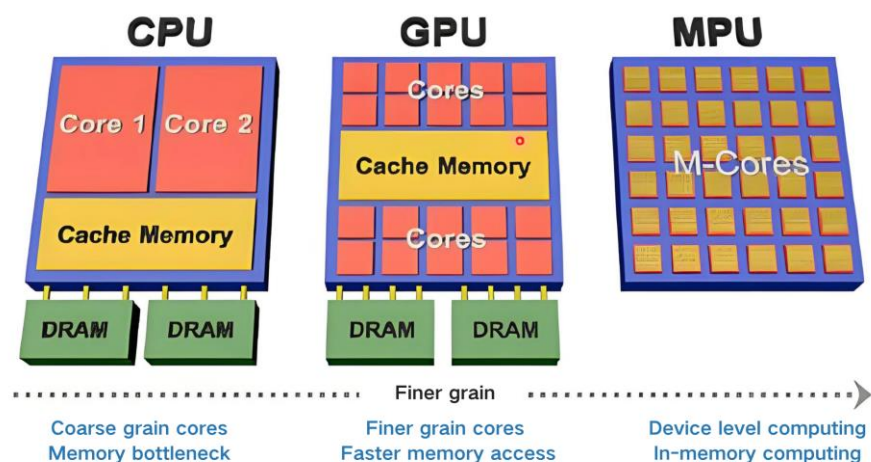 CPU
GPU
MPU
Core 1
Core 2
Cache Memory
DRAM
DRAM
Cores
Cache Memory
Cores
DRAM
DRAM
M-Cores
Finer grain
Coarse grain cores
Memory bottleneck
Finer grain cores
Faster memory access
Device level computing
In-memory computing